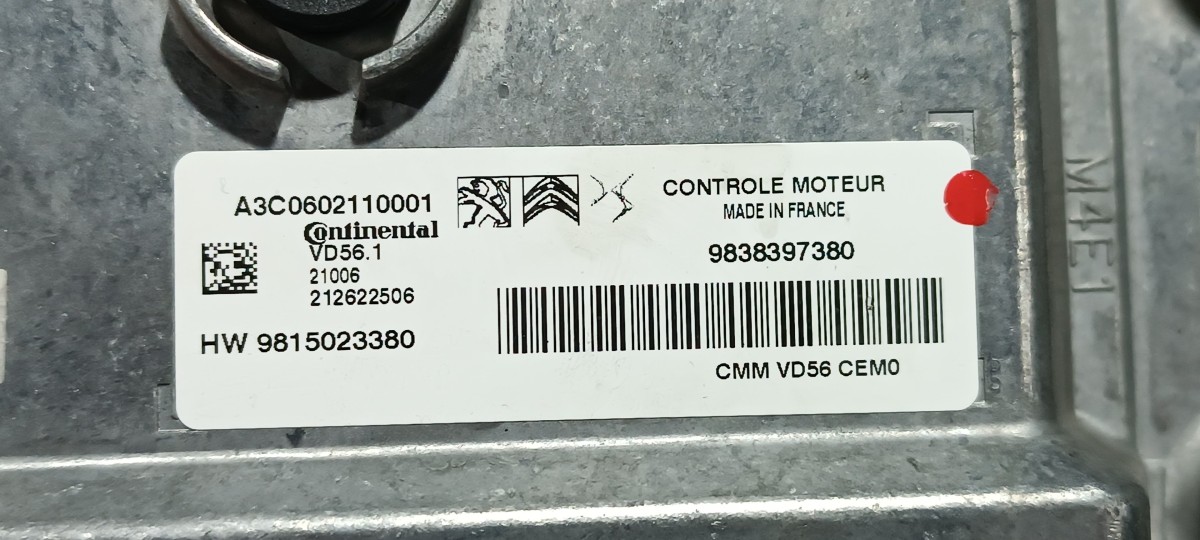 A3C0602110001
Continental
VD56.1
21006
212622506
HW 9815023380
CONTROLE MOTEUR
MADE IN FRANCE
9838397380
CMM VD56 CEM0
M4E1